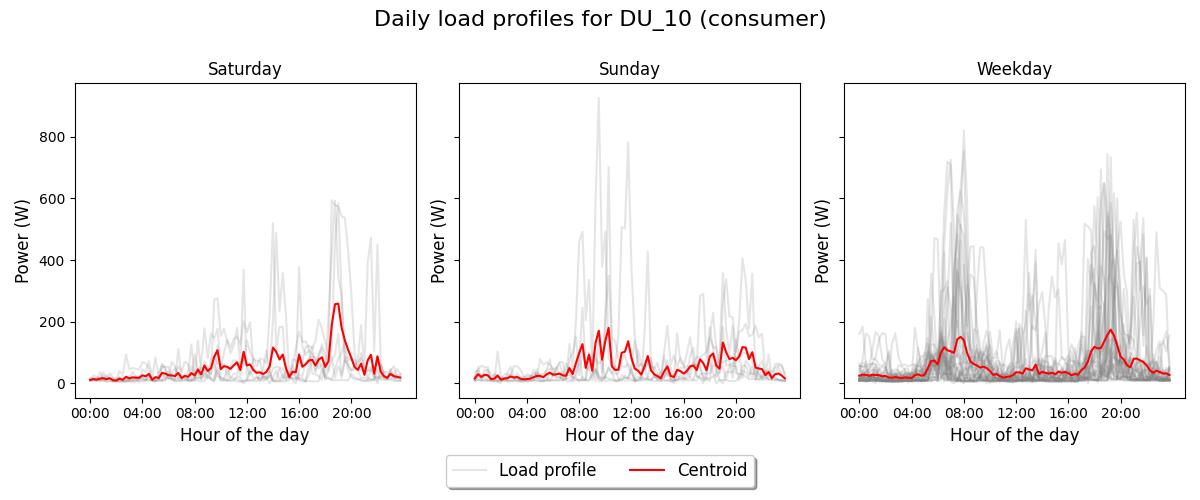 Daily load profiles for DU_10 (consumer)
Saturday
Sunday
Weekday
Power (W)
Power (W)
Power (W)
800
600
400
200
0
00:00 04:00 08:00 12:00 16:00 20:00
00:00 04:00 08:00 12:00 16:00 20:00
00:00 04:00 08:00 12:00 16:00 20:00
Hour of the day
Hour of the day
Hour of the day
Load profile
Centroid